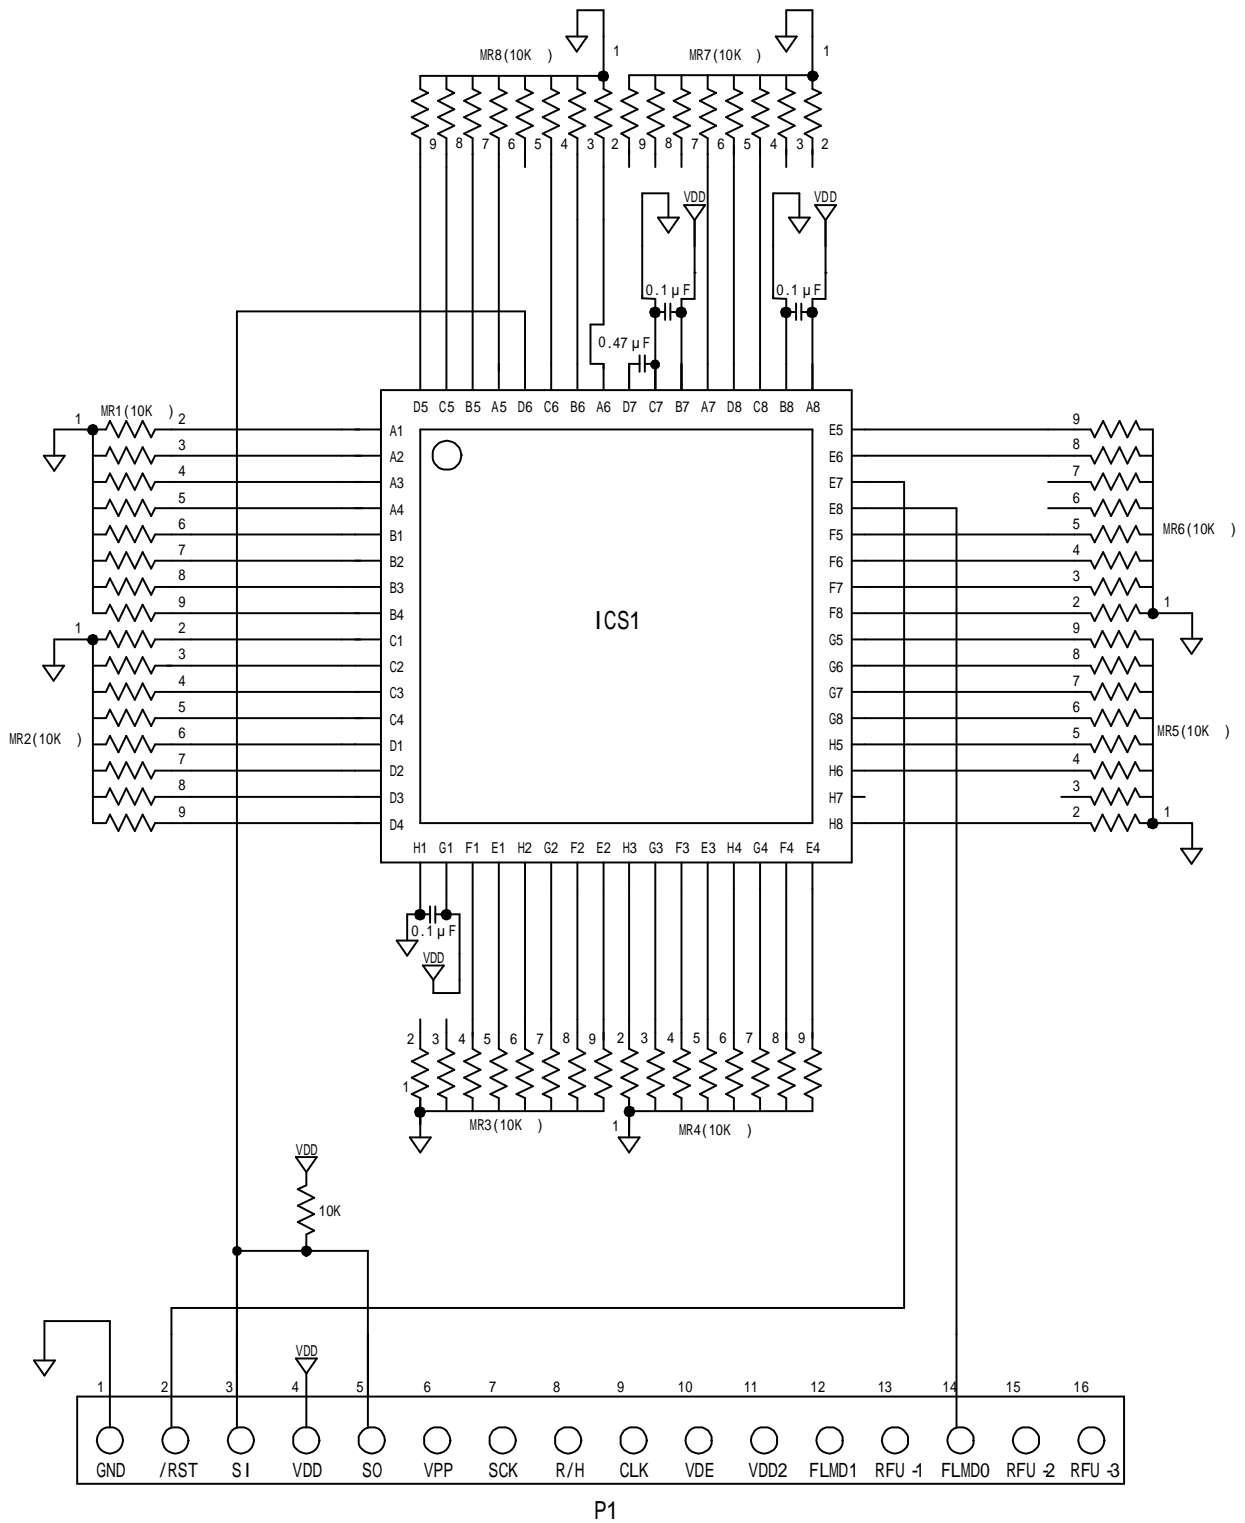 1 1
MR8(10K ) MR7(10K )
9 8 7 6 5 4 3 2 9 8 7 6 5 4 3 2
VDD VDD
0.1µF 0.1µF
0.47µF
D5 C5 B5 A5 D6 C6 B6 A6 D7 C7 B7 A7 D8 C8 B8 A8
MR1(10K )
1 2 A1 E5 9
3 A2 E6 8
4 A3 E7 7
5 A4 E8 6
6 B1 F5 5 MR6(10K )
7 B2 F6 4
8 B3 F7 3
9 B4 F8 2 1
ICS1
1 2 C1 G5 9
3 C2 G6 8
4 C3 G7 7
5 C4 G8 6
MR2(10K ) 6 D1 H5 5 MR5(10K )
7 D2 H6 4
8 D3 H7 3
9 D4 H8 2 1
H1 G1 F1 E1 H2 G2 F2 E2 H3 G3 F3 E3 H4 G4 F4 E4
0.1µF
VDD
2 3 4 5 6 7 8 9 2 3 4 5 6 7 8 9
1 1
MR3(10K ) MR4(10K )
VDD
10K
VDD
1 2 3 4 5 6 7 8 9 10 11 12 13 14 15 16
GND /RST SI VDD SO VPP SCK R/H CLK VDE VDD2 FLMD1 RFU-1 FLMD0 RFU-2 RFU-3
P1